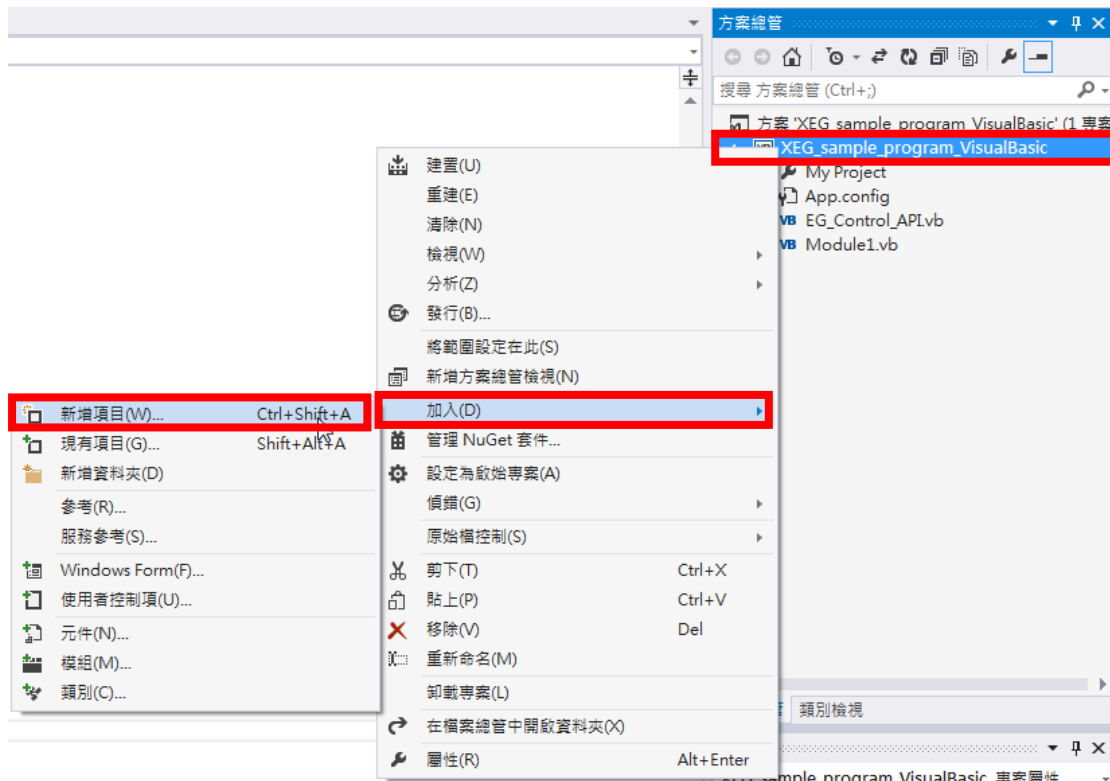 方案總管
搜尋 方案總管 (Ctrl+;)
方案 'XEG_sample_program_VisualBasic' (1 專案
XEG_sample_program_VisualBasic
My Project
App.config
EG_Control_API.vb
Module1.vb
建置(U)
重建(E)
清除(N)
檢視(W)
分析(Z)
發行(B)...
將範圍設定在此(S)
新增方案總管檢視(N)
加入(D)
管理 NuGet 套件...
設定為啟始專案(A)
偵錯(G)
原始檔控制(S)
剪下(T) Ctrl+X
貼上(P) Ctrl+V
移除(V) Del
重新命名(M)
卸載專案(L)
在檔案總管中開啟資料夾(X)
屬性(R) Alt+Enter
新增項目(W)... Ctrl+Shift+A
現有項目(G)... Shift+Alt+A
新增資料夾(D)
參考(R)...
服務參考(S)...
Windows Form(F)...
使用者控制項(U)...
元件(N)...
模組(M)...
類別(C)...
類別檢視
sample_program_VisualBasic 專案屬性